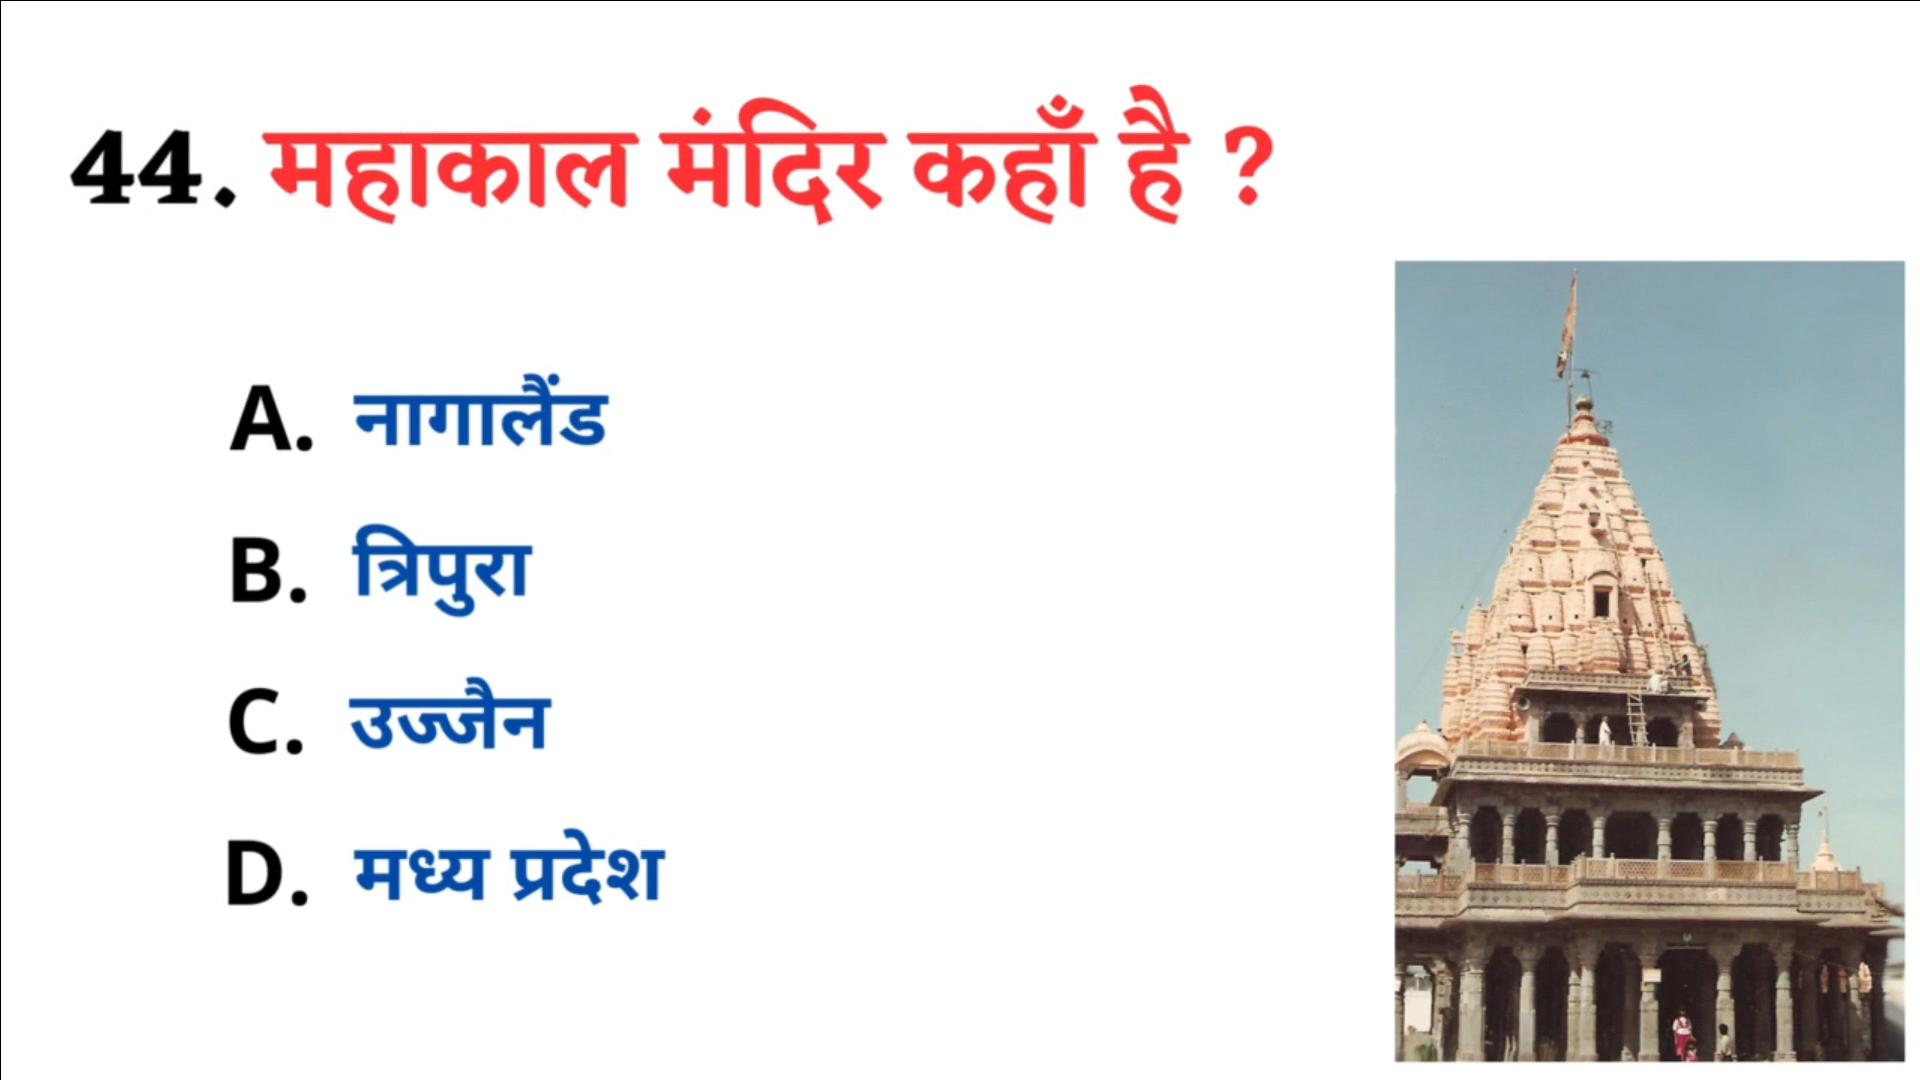 44. महाकाल मंदिर कहाँ है ?
A. नागालैंड
B. त्रिपुरा
C. उज्जैन
D. मध्य प्रदेश